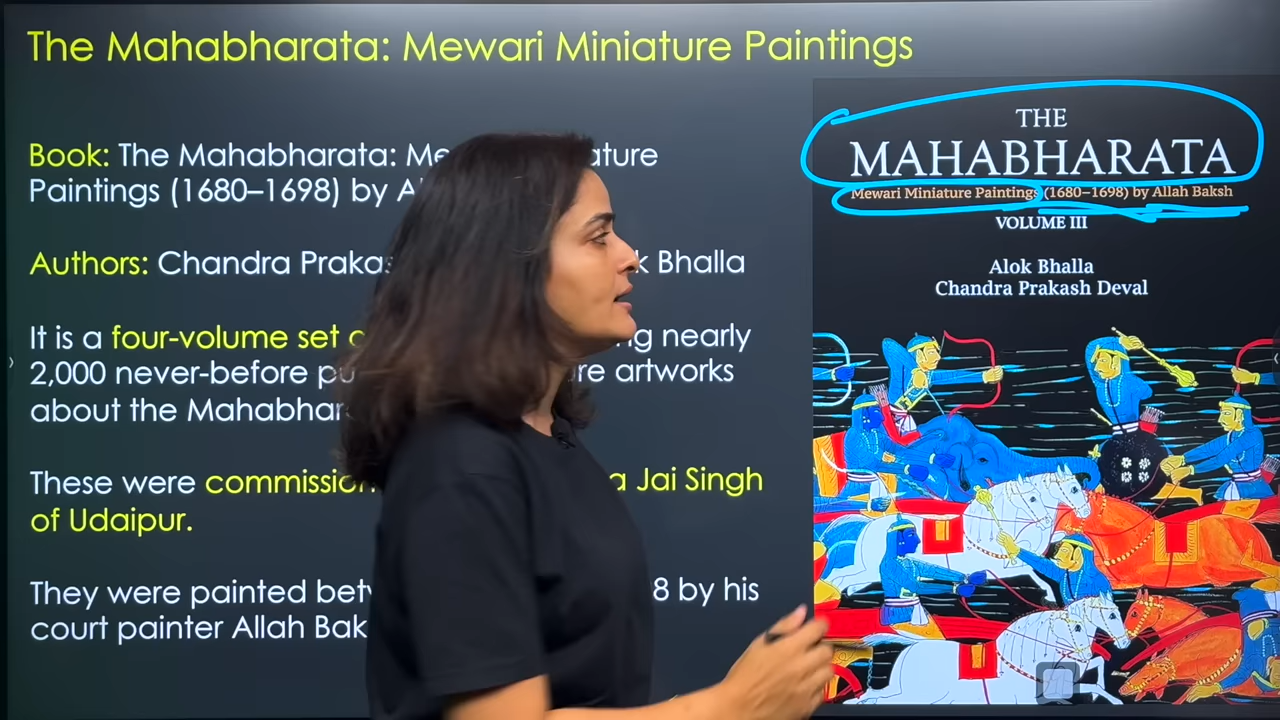 The Mahabharata: Mewari Miniature Paintings
Book: The Mahabharata: Me ature
Paintings (1680–1698) by A
Authors: Chandra Prakas k Bhalla
It is a four-volume set ng nearly
2,000 never-before pu re artworks
about the Mahabhar
These were commission a Jai Singh
of Udaipur.
They were painted betw 8 by his
court painter Allah Bak
THE
MAHABHARATA
Mewari Miniature Paintings (1680–1698) by Allah Baksh
VOLUME III
Alok Bhalla
Chandra Prakash Deval